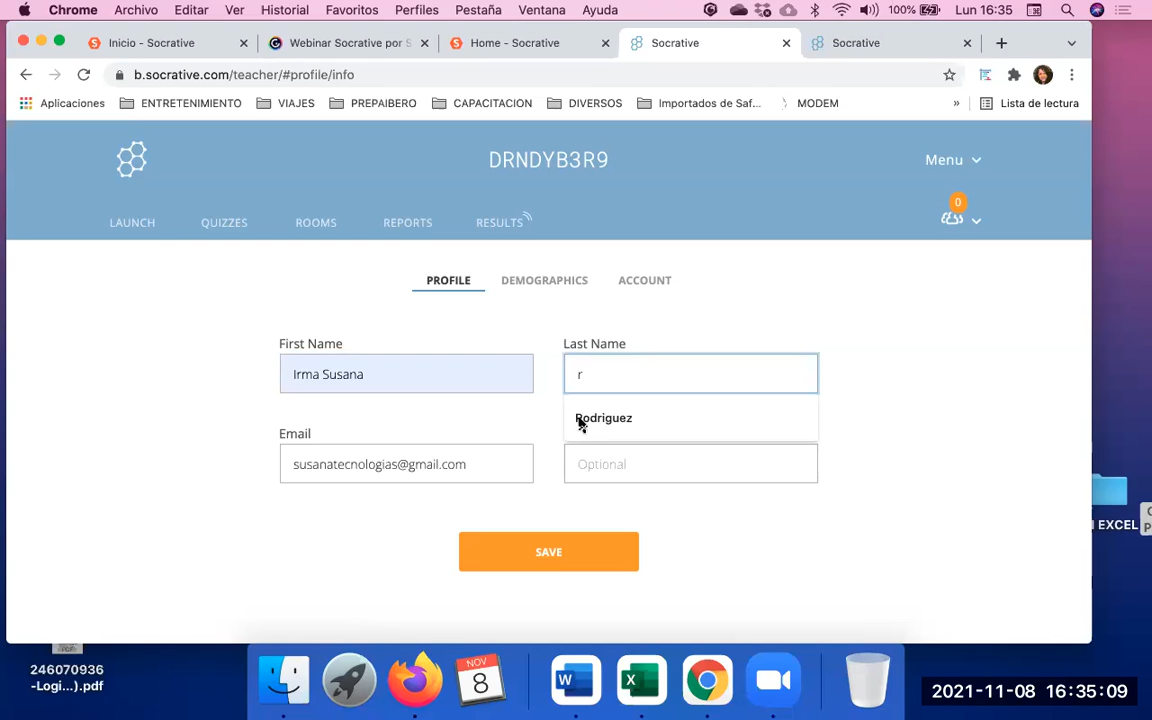 Chrome Archivo Editar Ver Historial Favoritos Perfiles Pestaña Ventana Ayuda 100% Lun 16:35
Inicio - Socrative Webinar Socrative por S Home - Socrative Socrative Socrative
b.socrative.com/teacher/#profile/info
Aplicaciones ENTRETENIMIENTO VIAJES PREPAIBERO CAPACITACION DIVERSOS Importados de Saf... MODEM » Lista de lectura
DRNDYB3R9
Menu
0
LAUNCH QUIZZES ROOMS REPORTS RESULTS
PROFILE DEMOGRAPHICS ACCOUNT
First Name Last Name
Irma Susana r
Rodriguez
Email
susanatecnologias@gmail.com Optional
EXCEL
SAVE
246070936
-Logi...).pdf
NOV
8
W X
2021-11-08 16:35:09